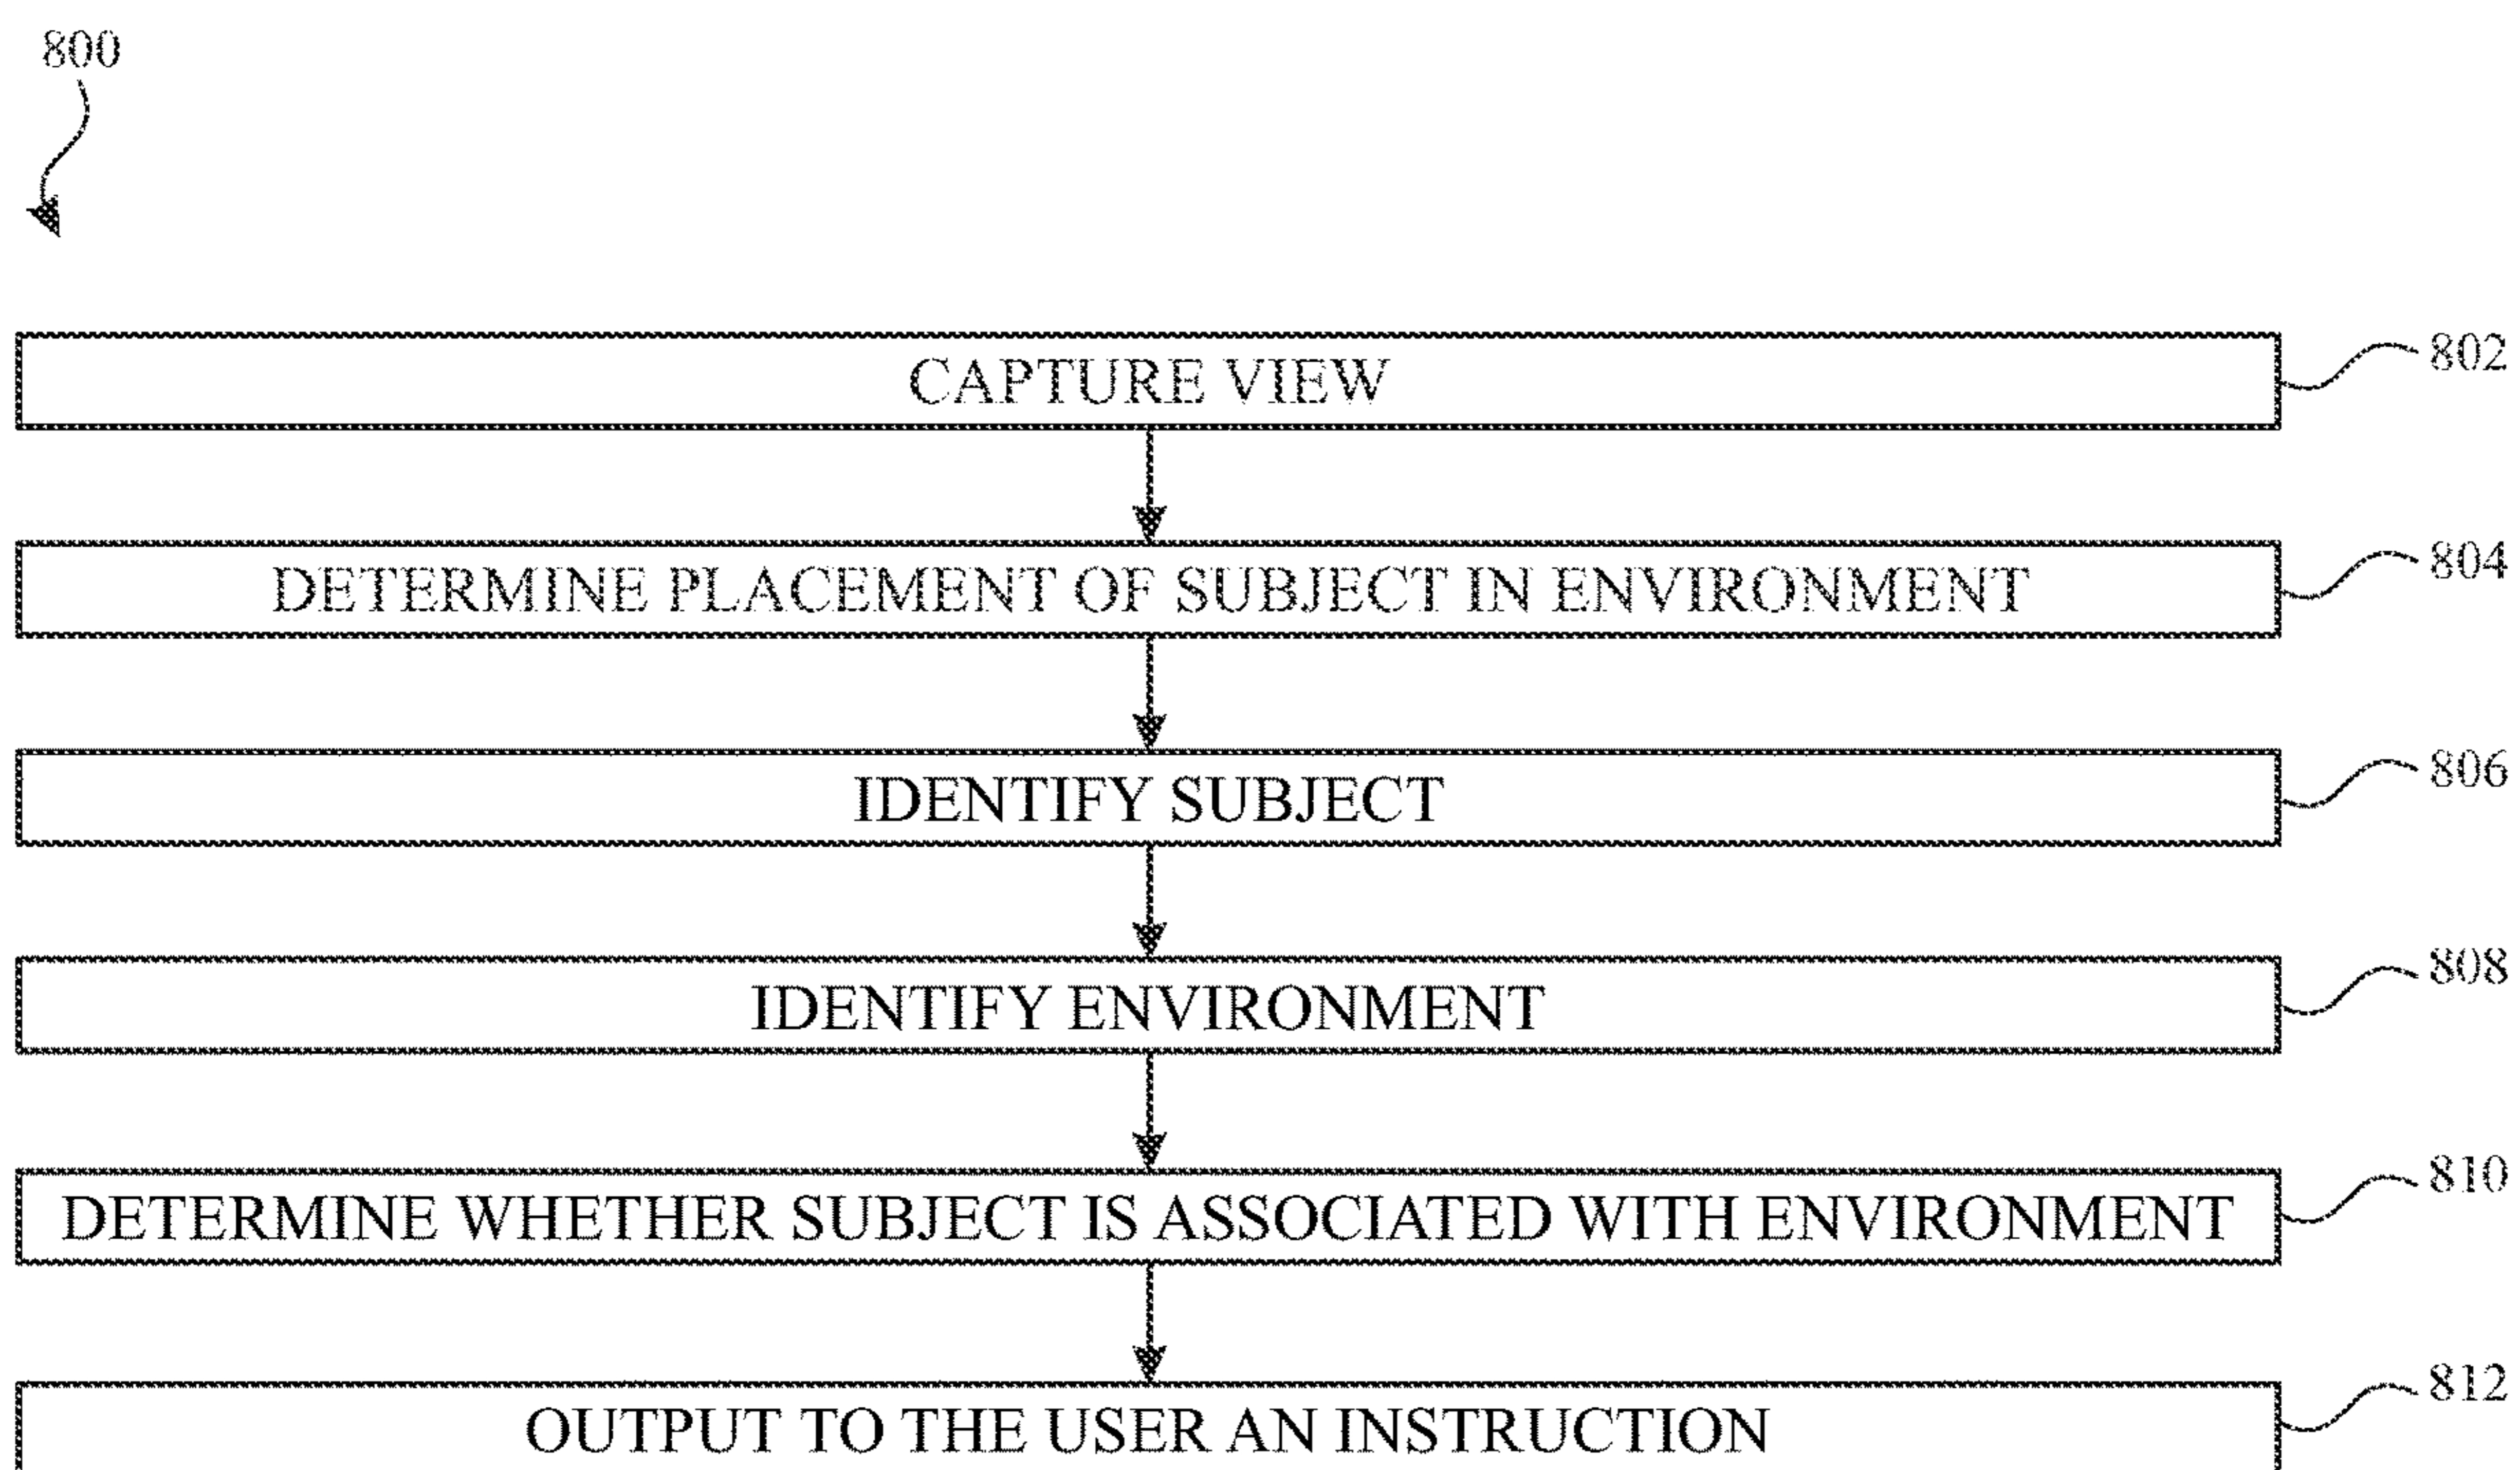 800
CAPTURE VIEW 802
DETERMINE PLACEMENT OF SUBJECT IN ENVIRONMENT 804
IDENTIFY SUBJECT 806
IDENTIFY ENVIRONMENT 808
DETERMINE WHETHER SUBJECT IS ASSOCIATED WITH ENVIRONMENT 810
OUTPUT TO THE USER AN INSTRUCTION 812